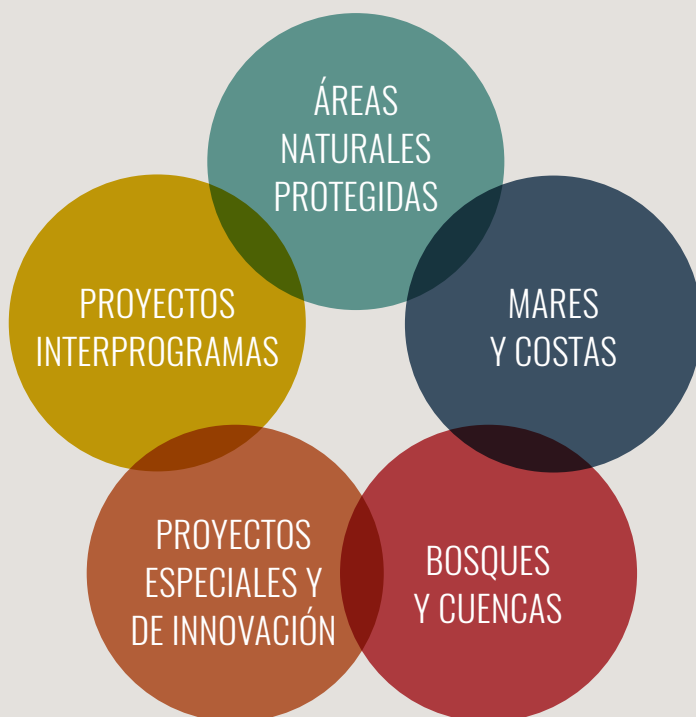 ÁREAS
NATURALES
PROTEGIDAS
PROYECTOS
INTERPROGRAMAS
MARES
Y COSTAS
PROYECTOS
ESPECIALES Y
DE INNOVACIÓN
BOSQUES
Y CUENCAS